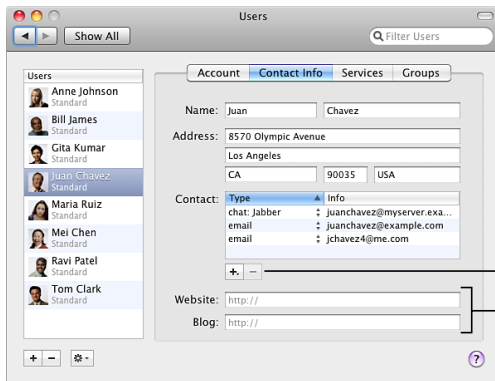 Users
Show All
Filter Users
Users
Anne Johnson
Standard
Bill James
Standard
Gita Kumar
Standard
Juan Chavez
Standard
Maria Ruiz
Standard
Mei Chen
Standard
Ravi Patel
Standard
Tom Clark
Standard
Account Contact Info Services Groups
Name: Juan Chavez
Address: 8570 Olympic Avenue
Los Angeles
CA 90035 USA
Contact: Type Info
chat: Jabber juanchavez@myserver.exa...
email juanchavez@example.com
email jchavez4@me.com
Website: http://
Blog: http://